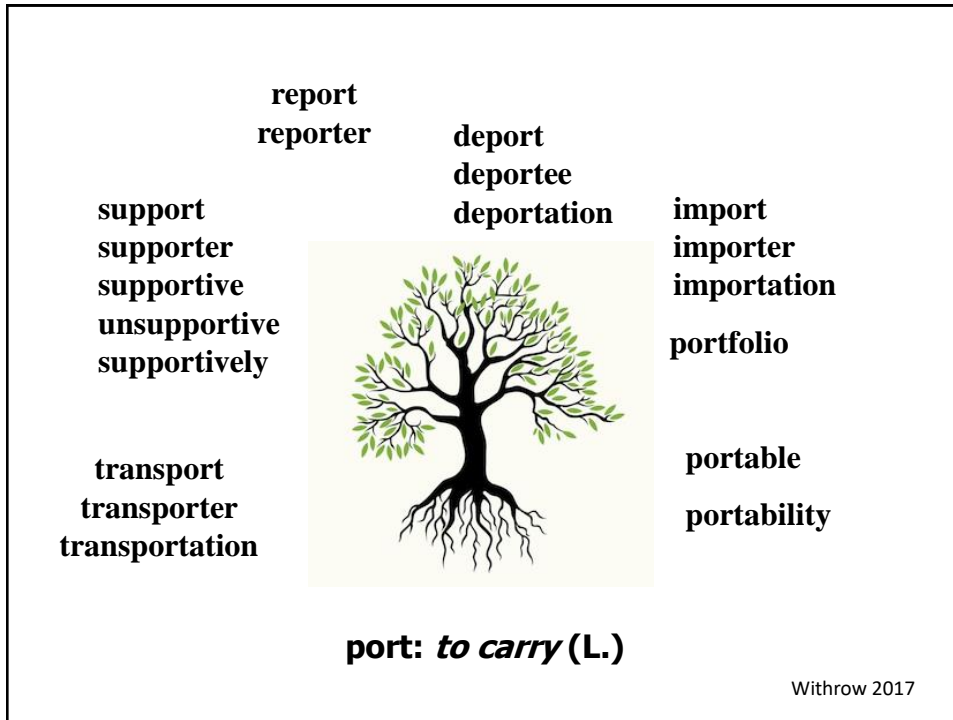 report
reporter
deport
deportee
deportation
support
supporter
supportive
unsupportive
supportively
import
importer
importation
portfolio
transport
transporter
transportation
portable
portability
port: to carry (L.)
Withrow 2017